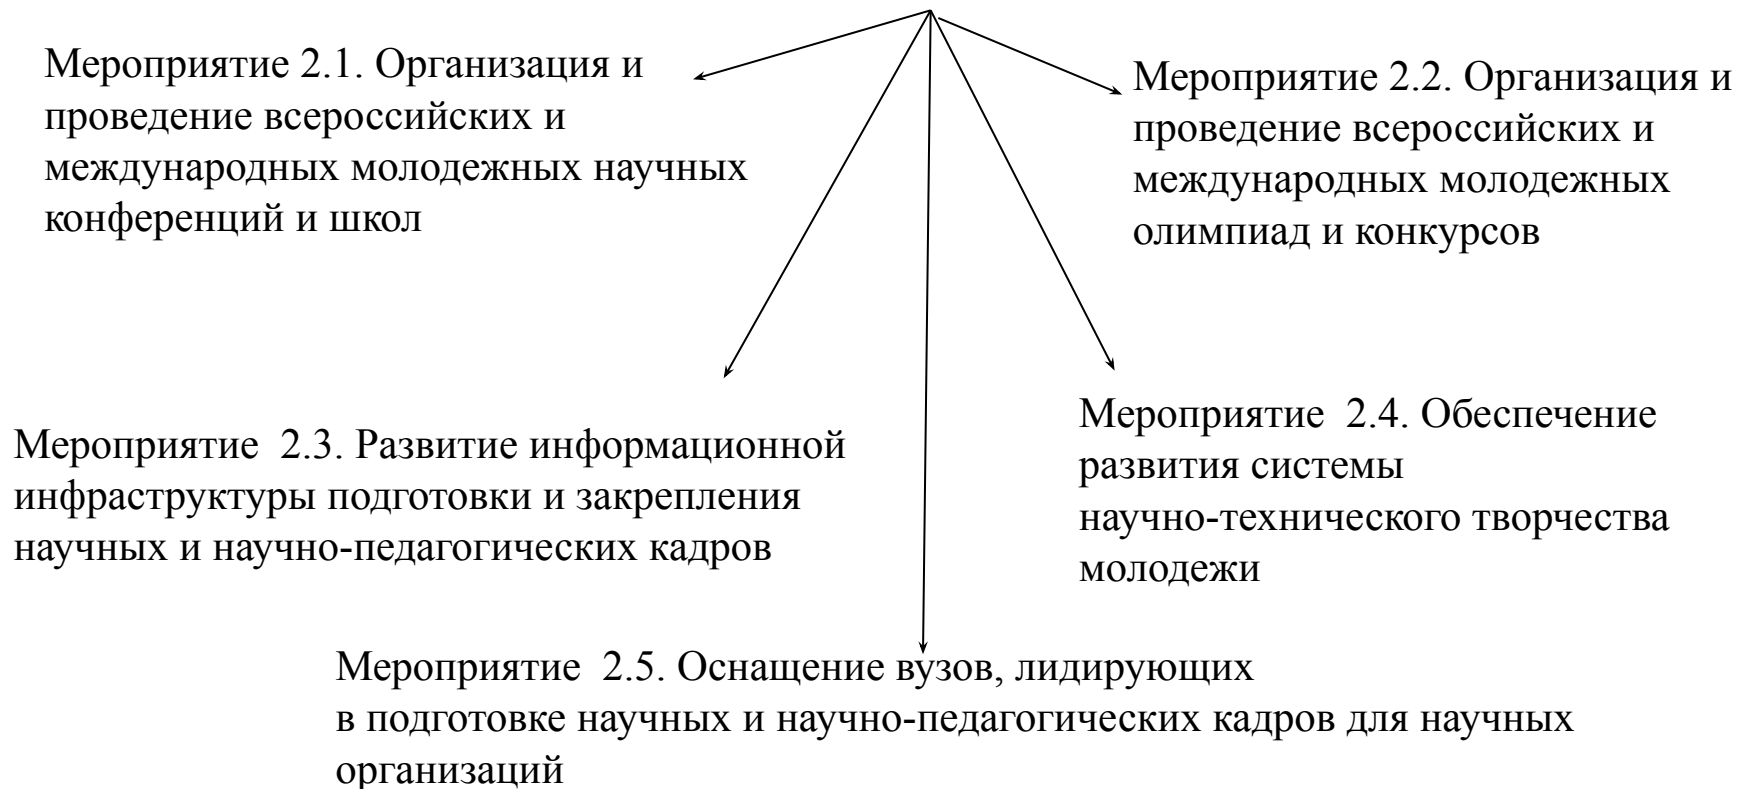 Мероприятие 2.1. Организация и
проведение всероссийских и
международных молодежных научных
конференций и школ
Мероприятие 2.2. Организация и
проведение всероссийских и
международных молодежных
олимпиад и конкурсов
Мероприятие  2.3. Развитие информационной
инфраструктуры подготовки и закрепления
научных и научно-педагогических кадров
Мероприятие  2.4. Обеспечение
развития системы
научно-технического творчества
молодежи
Мероприятие  2.5. Оснащение вузов, лидирующих
в подготовке научных и научно-педагогических кадров для научных
организаций